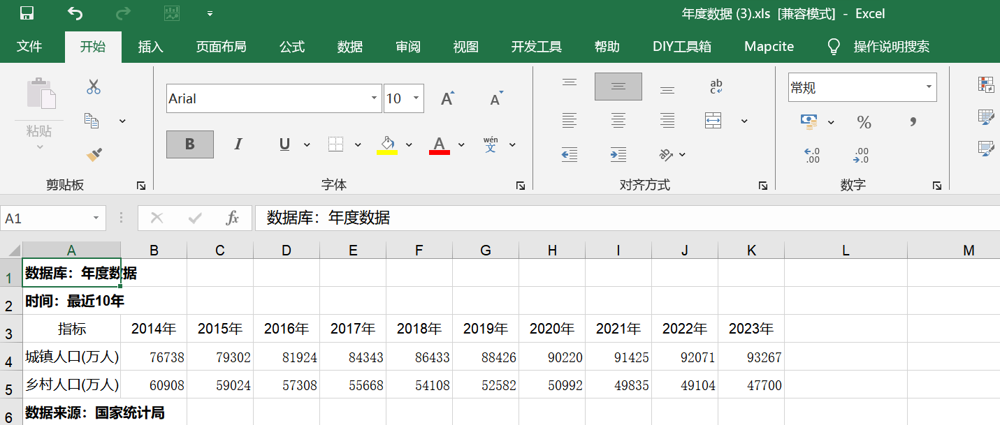 年度数据 (3).xls [兼容模式] - Excel
文件 开始 插入 页面布局 公式 数据 审阅 视图 开发工具 帮助 DIY工具箱 Mapcite 操作说明搜索
Arial 10 A A ab c 常规
粘贴 % ,
B I U A wén 文 ab .0 .00 .00 .0
剪贴板 字体 对齐方式 数字
A1 fx 数据库：年度数据
A B C D E F G H I J K L M
1 数据库：年度数据
2 时间：最近10年
3 指标 2014年 2015年 2016年 2017年 2018年 2019年 2020年 2021年 2022年 2023年
4 城镇人口(万人) 76738 79302 81924 84343 86433 88426 90220 91425 92071 93267
5 乡村人口(万人) 60908 59024 57308 55668 54108 52582 50992 49835 49104 47700
6 数据来源：国家统计局